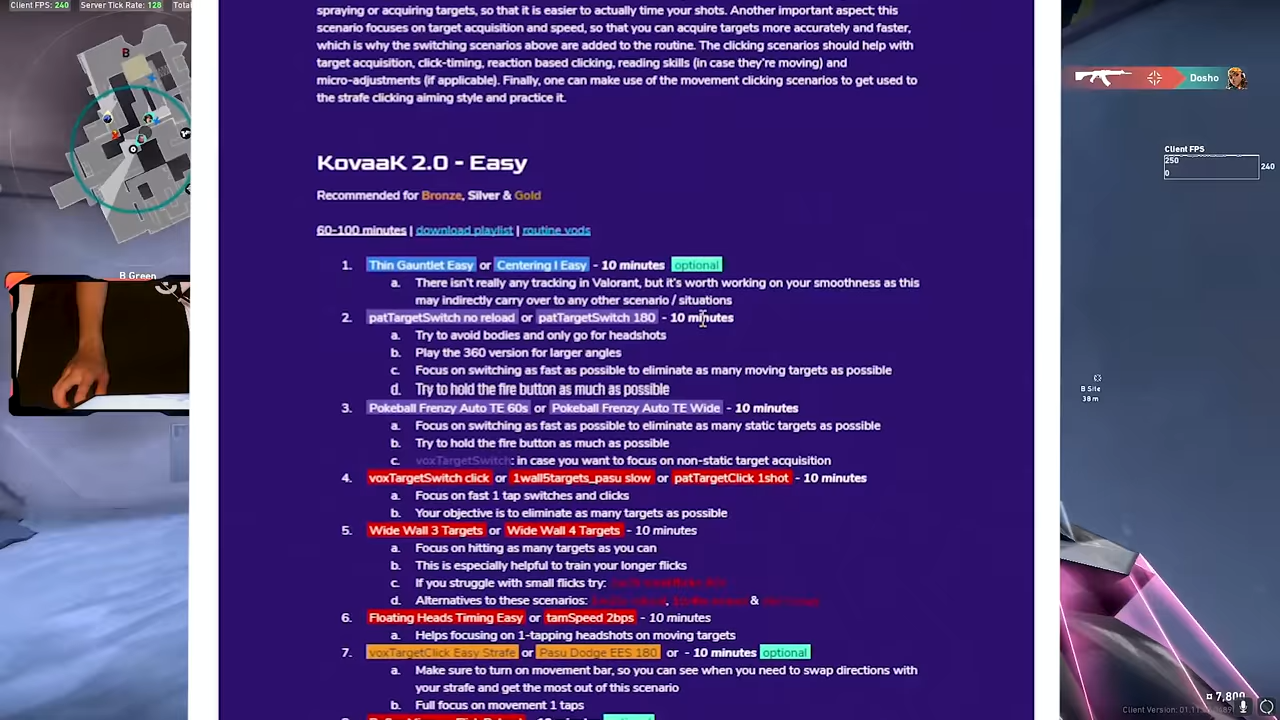 Client FPS: 240 Server Tick Rate: 128 Total
spraying or acquiring targets, so that it is easier to actually time your shots. Another important aspect; this
scenario focuses on target acquisition and speed, so that you can acquire targets more accurately and faster,
which is why the switching scenarios above are added to the routine. The clicking scenarios should help with
target acquisition, click-timing, reaction based clicking, reading skills (in case they're moving) and
micro-adjustments (if applicable). Finally, one can make use of the movement clicking scenarios to get used to
the strafe clicking aiming style and practice it.
B
Dosho
Client FPS
250
240
0
KovaaK 2.0 - Easy
Recommended for Bronze, Silver & Gold
60-100 minutes | download playlist | routine vods
B Green
1. Thin Gauntlet Easy or Centering I Easy - 10 minutes optional
a. There isn't really any tracking in Valorant, but it's worth working on your smoothness as this
may indirectly carry over to any other scenario / situations
2. patTargetSwitch no reload or patTargetSwitch 180 - 10 minutes
a. Try to avoid bodies and only go for headshots
b. Play the 360 version for larger angles
c. Focus on switching as fast as possible to eliminate as many moving targets as possible
d. Try to hold the fire button as much as possible
B Site
38 m
3. Pokeball Frenzy Auto TE 60s or Pokeball Frenzy Auto TE Wide - 10 minutes
a. Focus on switching as fast as possible to eliminate as many static targets as possible
b. Try to hold the fire button as much as possible
c. voxTargetSwitch: in case you want to focus on non-static target acquisition
4. voxTargetSwitch click or 1wall5targets_pasu slow or patTargetClick 1shot - 10 minutes
a. Focus on fast 1 tap switches and clicks
b. Your objective is to eliminate as many targets as possible
5. Wide Wall 3 Targets or Wide Wall 4 Targets - 10 minutes
a. Focus on hitting as many targets as you can
b. This is especially helpful to train your longer flicks
c. If you struggle with small flicks try:
d. Alternatives to these scenarios: , &
6. Floating Heads Timing Easy or tamSpeed 2bps - 10 minutes
a. Helps focusing on 1-tapping headshots on moving targets
7. voxTargetClick Easy Strafe or Pasu Dodge EES 180 or - 10 minutes optional
a. Make sure to turn on movement bar, so you can see when you need to swap directions with
your strafe and get the most out of this scenario
b. Full focus on movement 1 taps
7,800